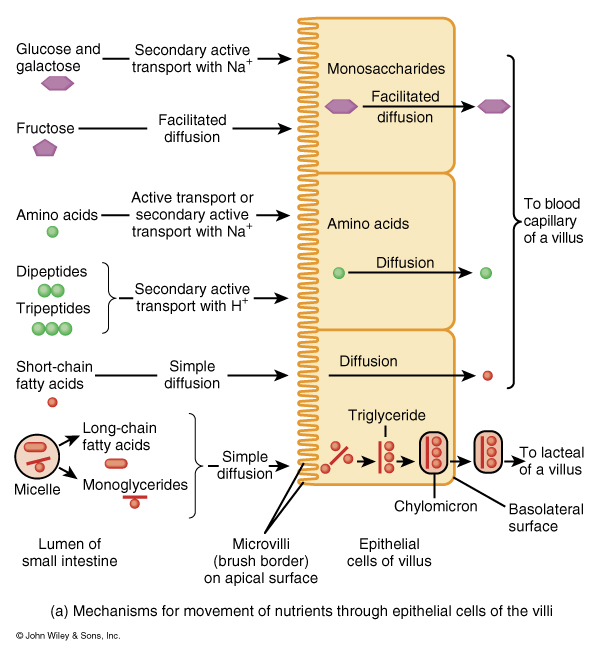 Glucose and
galactose
Secondary active
transport with Na+
Monosaccharides
Facilitated
diffusion
Fructose
Facilitated
diffusion
Amino acids
Active transport or
secondary active
transport with Na+
Amino acids
Diffusion
To blood
capillary
of a villus
Dipeptides
Tripeptides
Secondary active
transport with H+
Short-chain
fatty acids
Simple
diffusion
Diffusion
Triglyceride
Long-chain
fatty acids
Micelle
Monoglycerides
Simple
diffusion
To lacteal
of a villus
Chylomicron
Basolateral
surface
Lumen of
small intestine
Microvilli
(brush border)
on apical surface
Epithelial
cells of villus
(a) Mechanisms for movement of nutrients through epithelial cells of the villi
© John Wiley & Sons, Inc.